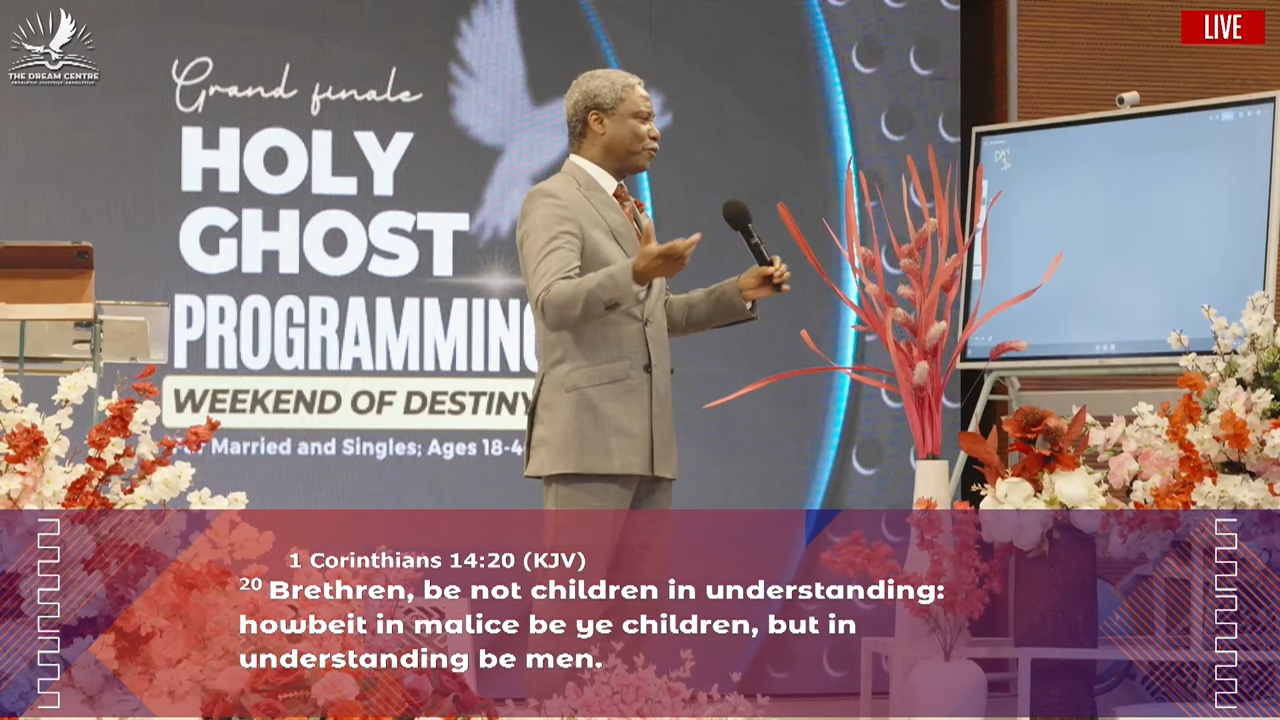 THE DREAM CENTRE
LIVE
Grand finale
HOLY
GHOST
PROGRAMMING
WEEKEND OF DESTINY
Married and Singles; Ages 18-4
DAY
1 Corinthians 14:20 (KJV)
20 Brethren, be not children in understanding:
howbeit in malice be ye children, but in
understanding be men.